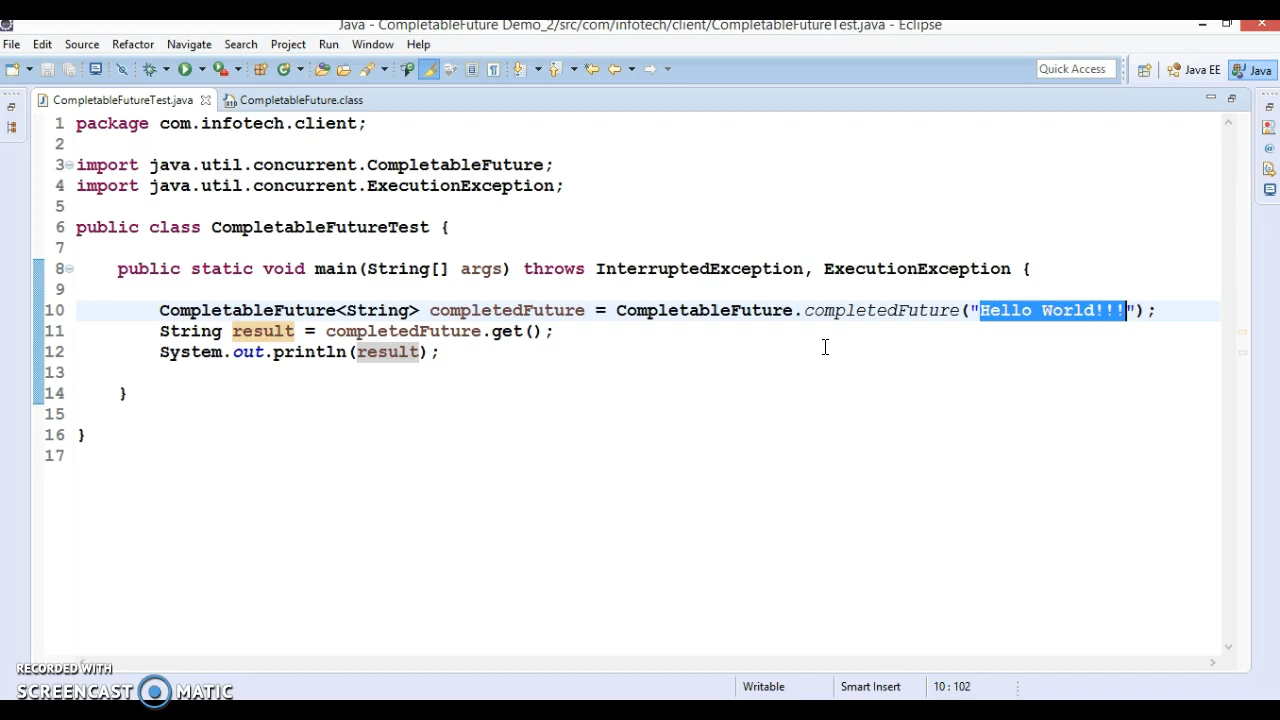 Java - CompletableFuture Demo_2/src/com/infotech/client/CompletableFutureTest.java - Eclipse
File Edit Source Refactor Navigate Search Project Run Window Help
Quick Access Java EE Java
CompletableFutureTest.java CompletableFuture.class
1 package com.infotech.client;
2
3 import java.util.concurrent.CompletableFuture;
4 import java.util.concurrent.ExecutionException;
5
6 public class CompletableFutureTest {
7
8 public static void main(String[] args) throws InterruptedException, ExecutionException {
9
10 CompletableFuture<String> completedFuture = CompletableFuture.completedFuture("Hello World!!!");
11 String result = completedFuture.get();
12 System.out.println(result);
13
14 }
15
16 }
17
RECORDED WITH
SCREENCAST MATIC
Writable Smart Insert 10 : 102